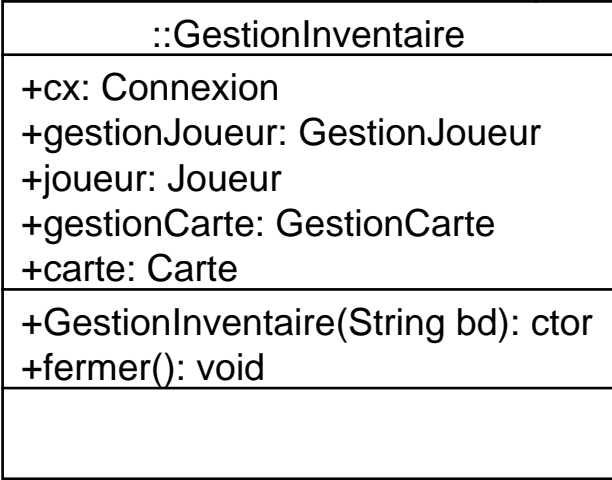 ::GestionInventaire
+cx: Connexion
+gestionJoueur: GestionJoueur
+joueur: Joueur
+gestionCarte: GestionCarte
+carte: Carte
+GestionInventaire(String bd): ctor
+fermer(): void